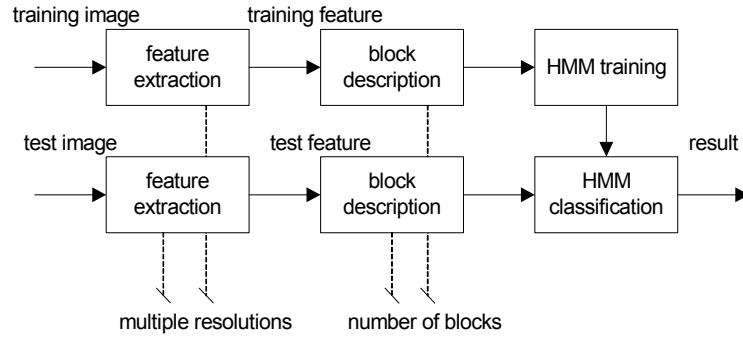 training image
training feature
feature
extraction
block
description
HMM training
test image
test feature
result
feature
extraction
block
description
HMM
classification
multiple resolutions
number of blocks